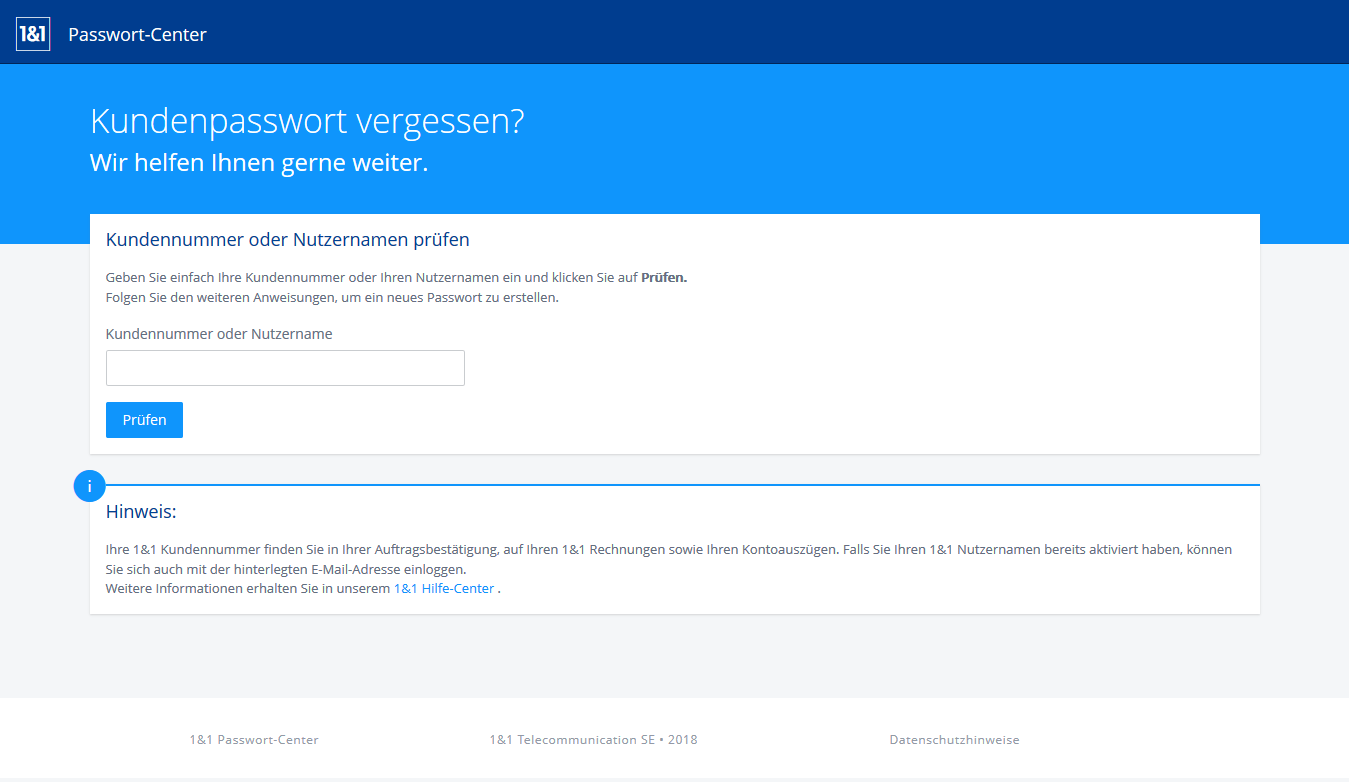 1&1 Passwort-Center
Kundenpasswort vergessen?
Wir helfen Ihnen gerne weiter.
Kundennummer oder Nutzernamen prüfen
Geben Sie einfach Ihre Kundennummer oder Ihren Nutzernamen ein und klicken Sie auf Prüfen.
Folgen Sie den weiteren Anweisungen, um ein neues Passwort zu erstellen.
Kundennummer oder Nutzername
Prüfen
i
Hinweis:
Ihre 1&1 Kundennummer finden Sie in Ihrer Auftragsbestätigung, auf Ihren 1&1 Rechnungen sowie Ihren Kontoauszügen. Falls Sie Ihren 1&1 Nutzernamen bereits aktiviert haben, können
Sie sich auch mit der hinterlegten E-Mail-Adresse einloggen.
Weitere Informationen erhalten Sie in unserem 1&1 Hilfe-Center .
1&1 Passwort-Center 1&1 Telecommunication SE • 2018 Datenschutzhinweise